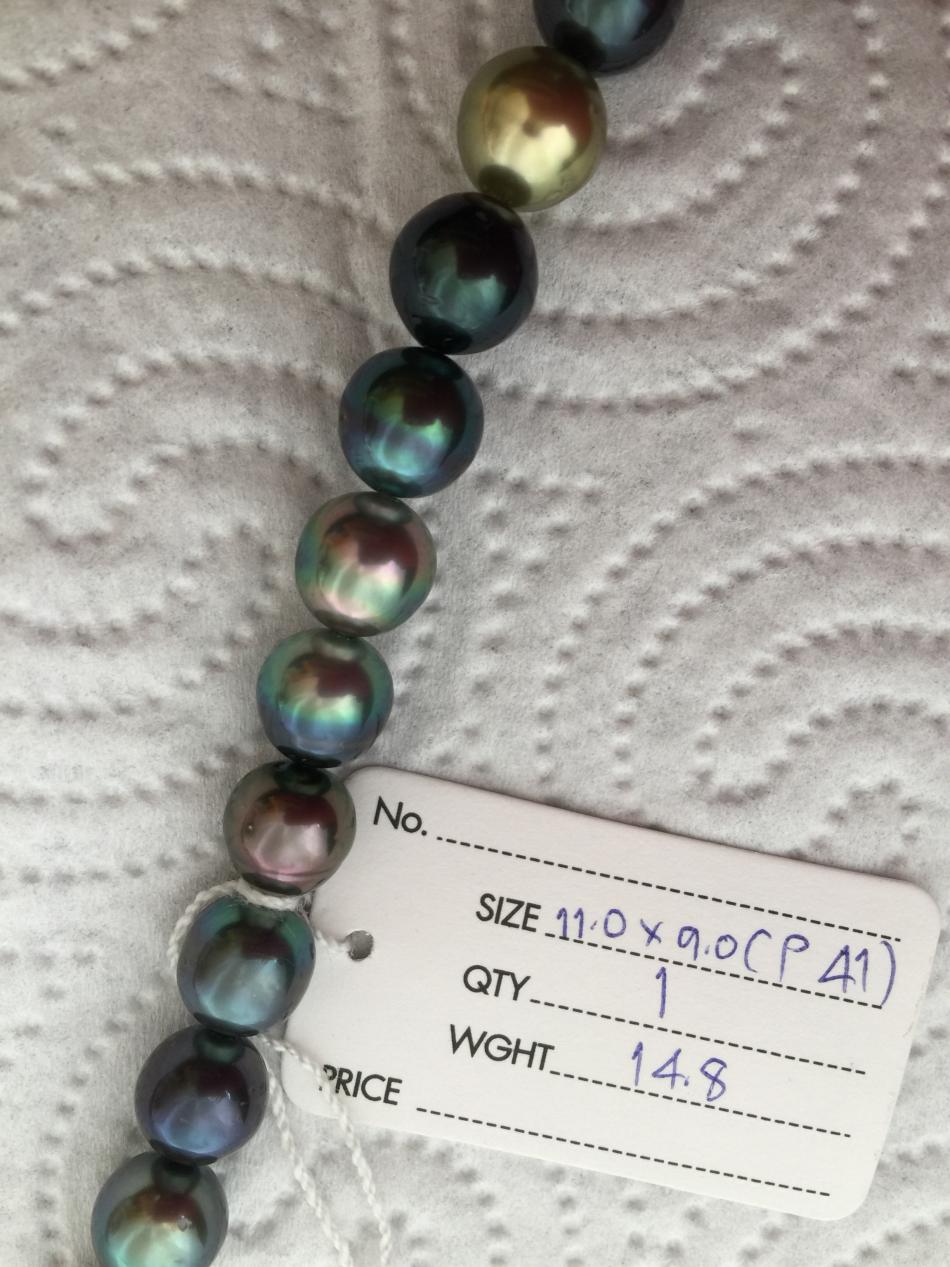 No.
SIZE 11.0 x 9.0 (P 41)
QTY 1
WGHT 14.8
PRICE